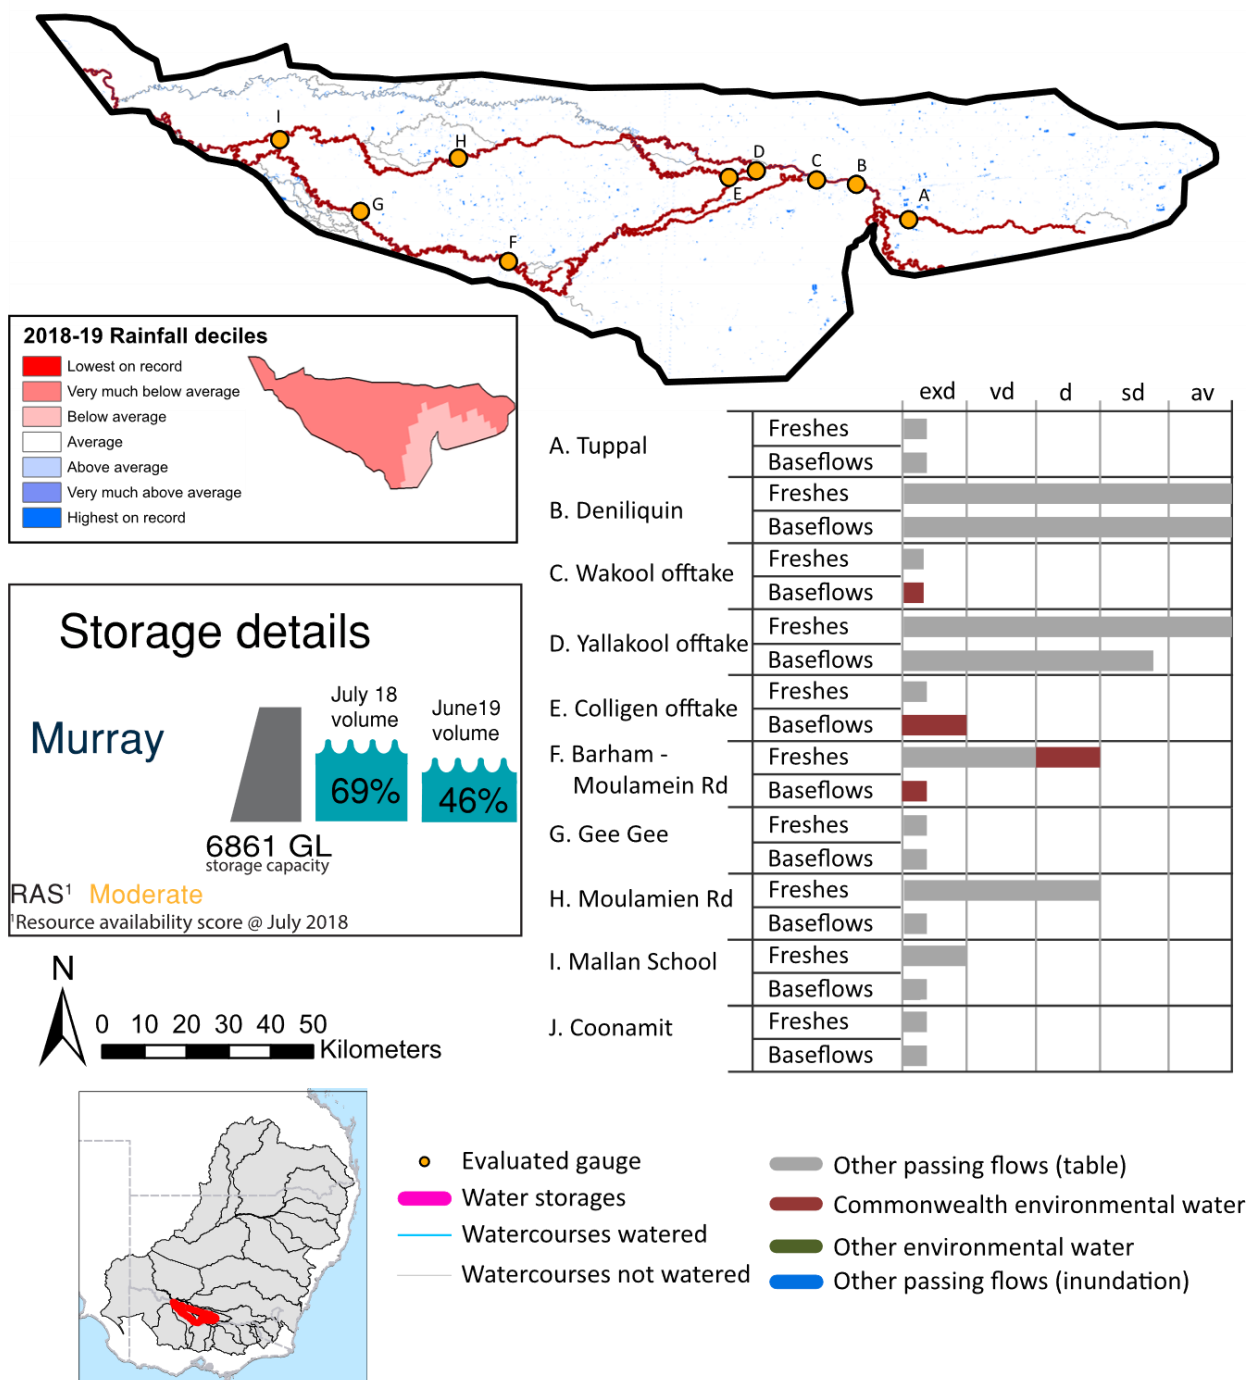 I
H
D
C
B
A
E
G
F
2018-19 Rainfall deciles
Lowest on record
Very much below average
Below average
Average
Above average
Very much above average
Highest on record
exd vd d sd av
A. Tuppal
Freshes
Baseflows
B. Deniliquin
Freshes
Baseflows
C. Wakool offtake
Freshes
Baseflows
D. Yallakool offtake
Freshes
Baseflows
E. Colligen offtake
Freshes
Baseflows
F. Barham -
Moulamein Rd
Freshes
Baseflows
G. Gee Gee
Freshes
Baseflows
H. Moulamien Rd
Freshes
Baseflows
I. Mallan School
Freshes
Baseflows
J. Coonamit
Freshes
Baseflows
Storage details
Murray
July 18
volume
69%
June19
volume
46%
6861 GL
storage capacity
RAS¹ Moderate
¹Resource availability score @ July 2018
N
0 10 20 30 40 50
Kilometers
Evaluated gauge
Water storages
Watercourses watered
Watercourses not watered
Other passing flows (table)
Commonwealth environmental water
Other environmental water
Other passing flows (inundation)